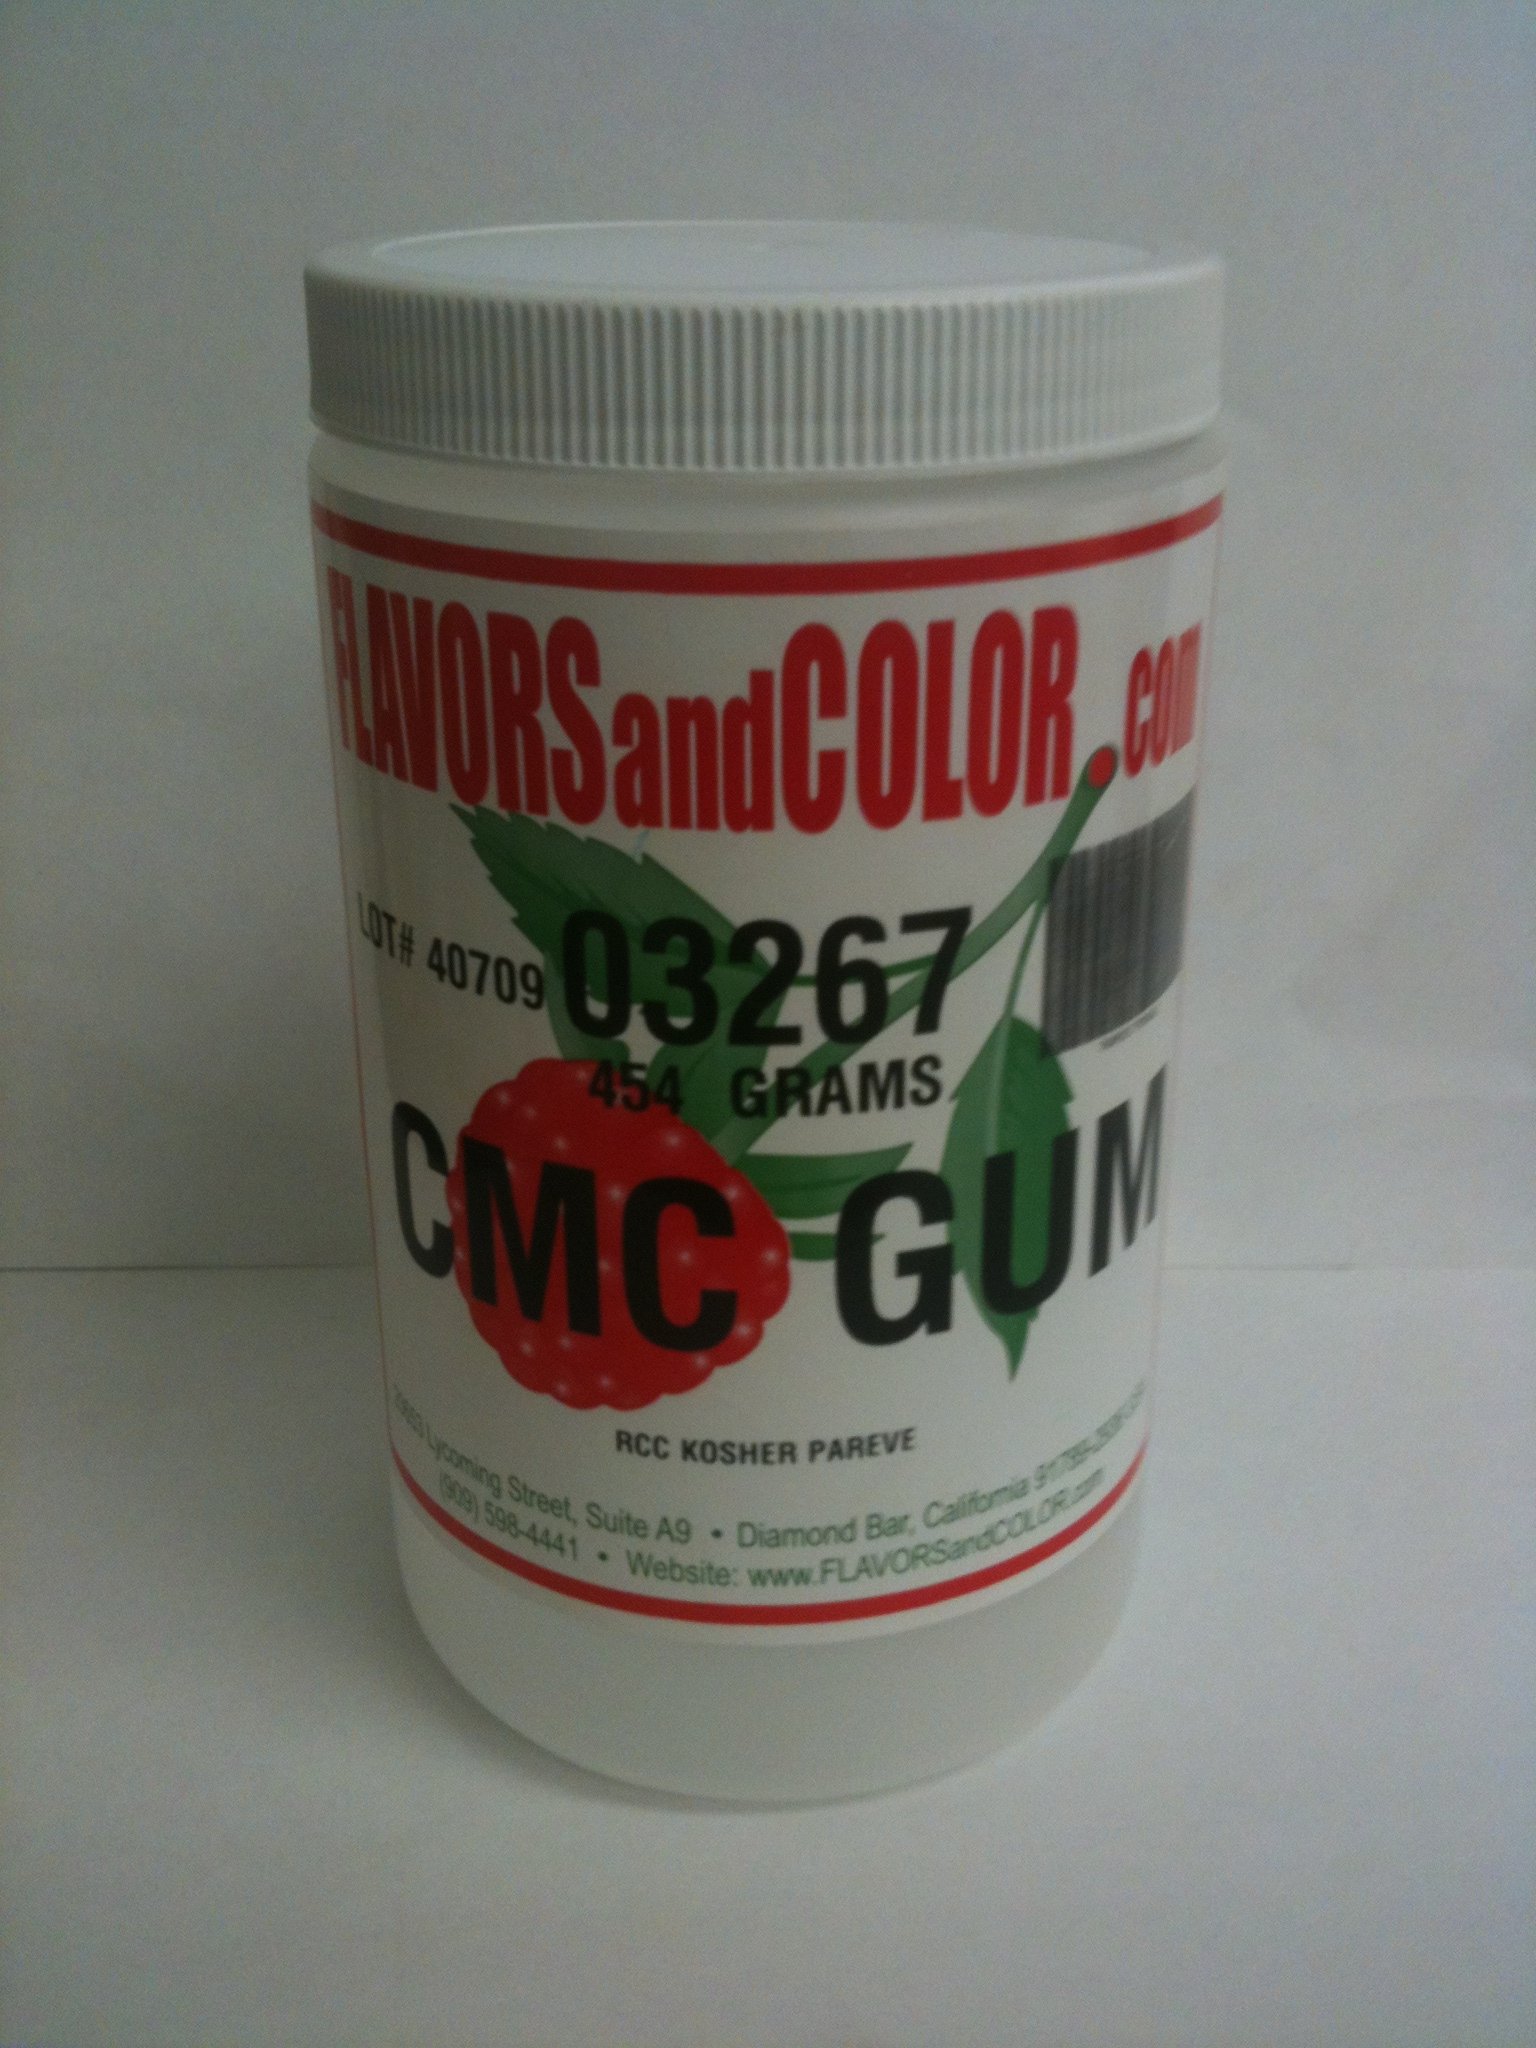 FLAVORSandCOLOR.com
LOT# 40709
03267
454 GRAMS
CMC GUM
RCC KOSHER PAREVE
Lycoming Street, Suite A9 • Diamond Bar, California
(909) 598-4441 • Website: www.FLAVORSandCOLOR.com